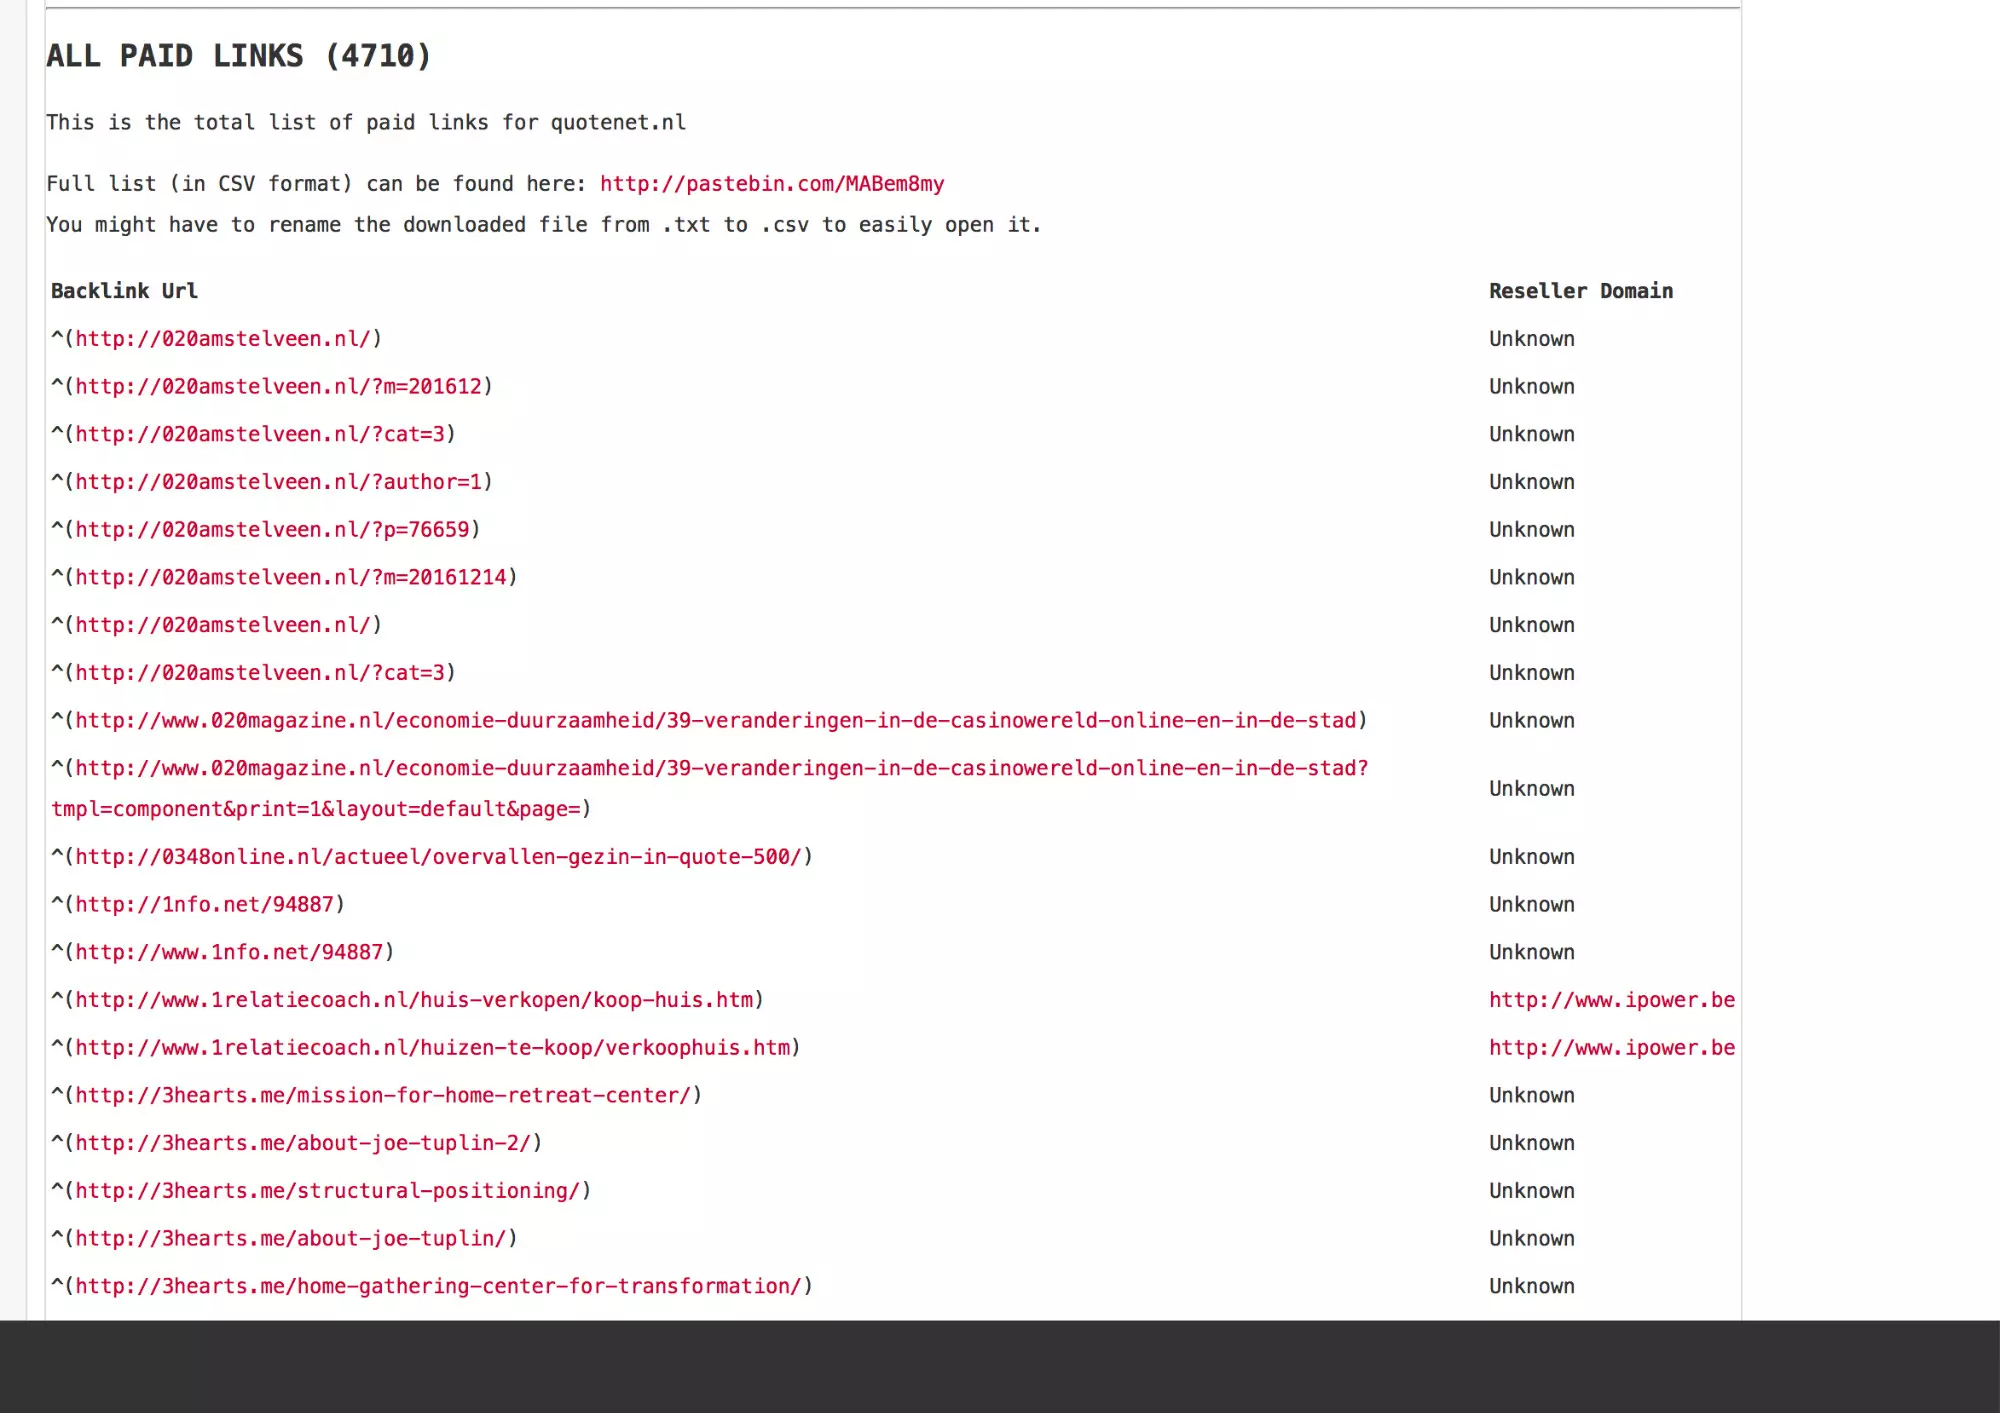 ALL PAID LINKS (4710)
This is the total list of paid links for quotenet.nl
Full list (in CSV format) can be found here: http://pastebin.com/MABem8my
You might have to rename the downloaded file from .txt to .csv to easily open it.
Backlink Url Reseller Domain
^(http://020amstelveen.nl/) Unknown
^(http://020amstelveen.nl/?m=201612) Unknown
^(http://020amstelveen.nl/?cat=3) Unknown
^(http://020amstelveen.nl/?author=1) Unknown
^(http://020amstelveen.nl/?p=76659) Unknown
^(http://020amstelveen.nl/?m=20161214) Unknown
^(http://020amstelveen.nl/) Unknown
^(http://020amstelveen.nl/?cat=3) Unknown
^(http://www.020magazine.nl/economie-duurzaamheid/39-veranderingen-in-de-casinowereld-online-en-in-de-stad) Unknown
^(http://www.020magazine.nl/economie-duurzaamheid/39-veranderingen-in-de-casinowereld-online-en-in-de-stad?
tmpl=component&print=1&layout=default&page=) Unknown
^(http://0348online.nl/actueel/overvallen-gezin-in-quote-500/) Unknown
^(http://1nfo.net/94887) Unknown
^(http://www.1nfo.net/94887) Unknown
^(http://www.1relatiecoach.nl/huis-verkopen/koop-huis.htm) http://www.ipower.be
^(http://www.1relatiecoach.nl/huizen-te-koop/verkoophuis.htm) http://www.ipower.be
^(http://3hearts.me/mission-for-home-retreat-center/) Unknown
^(http://3hearts.me/about-joe-tuplin-2/) Unknown
^(http://3hearts.me/structural-positioning/) Unknown
^(http://3hearts.me/about-joe-tuplin/) Unknown
^(http://3hearts.me/home-gathering-center-for-transformation/) Unknown